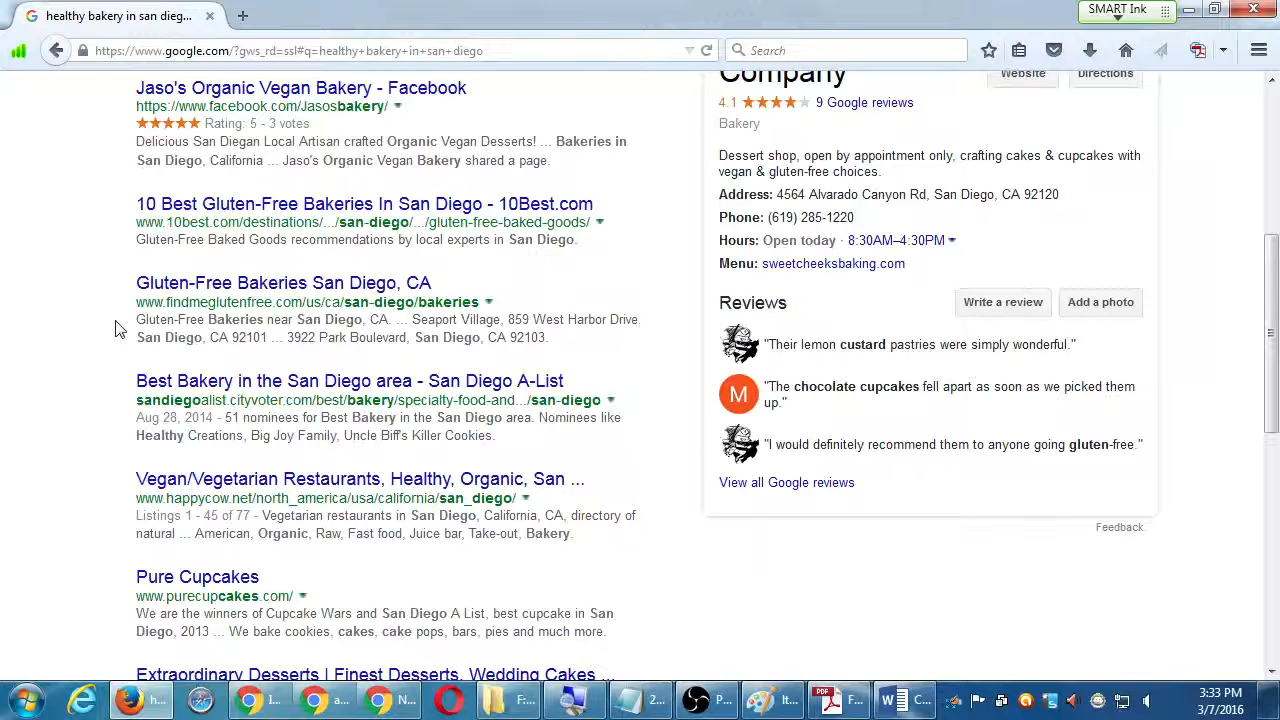 healthy bakery in san dieg...
SMART Ink
https://www.google.com/?gws_rd=ssl#q=healthy+bakery+in+san+diego
Search
Jaso's Organic Vegan Bakery - Facebook
https://www.facebook.com/Jasosbakery/
Rating: 5 - 3 votes
Delicious San Diegan Local Artisan crafted Organic Vegan Desserts! ... Bakeries in
San Diego, California ... Jaso's Organic Vegan Bakery shared a page.
10 Best Gluten-Free Bakeries In San Diego - 10Best.com
www.10best.com/destinations/.../san-diego/.../gluten-free-baked-goods/
Gluten-Free Baked Goods recommendations by local experts in San Diego.
Gluten-Free Bakeries San Diego, CA
www.findmeglutenfree.com/us/ca/san-diego/bakeries
Gluten-Free Bakeries near San Diego, CA. ... Seaport Village, 859 West Harbor Drive,
San Diego, CA 92101 ... 3922 Park Boulevard, San Diego, CA 92103.
Best Bakery in the San Diego area - San Diego A-List
sandiegoalist.cityvoter.com/best/bakery/specialty-food-and.../san-diego
Aug 28, 2014 - 51 nominees for Best Bakery in the San Diego area. Nominees like
Healthy Creations, Big Joy Family, Uncle Biff's Killer Cookies.
Vegan/Vegetarian Restaurants, Healthy, Organic, San ...
www.happycow.net/north_america/usa/california/san_diego/
Listings 1 - 45 of 77 - Vegetarian restaurants in San Diego, California, CA, directory of
natural ... American, Organic, Raw, Fast food, Juice bar, Take-out, Bakery.
Pure Cupcakes
www.purecupcakes.com/
We are the winners of Cupcake Wars and San Diego A List, best cupcake in San
Diego, 2013 ... We bake cookies, cakes, cake pops, bars, pies and much more.
Extraordinary Desserts | Finest Desserts, Wedding Cakes ...
Company
Website
Directions
4.1
9 Google reviews
Bakery
Dessert shop, open by appointment only, crafting cakes & cupcakes with
vegan & gluten-free choices.
Address: 4564 Alvarado Canyon Rd, San Diego, CA 92120
Phone: (619) 285-1220
Hours: Open today · 8:30AM–4:30PM
Menu: sweetcheeksbaking.com
Reviews
Write a review
Add a photo
"Their lemon custard pastries were simply wonderful."
M
"The chocolate cupcakes fell apart as soon as we picked them
up."
"I would definitely recommend them to anyone going gluten-free."
View all Google reviews
Feedback
h...
I...
a...
N...
F:...
2...
P...
It...
PDF
F...
W
C...
3:33 PM
3/7/2016